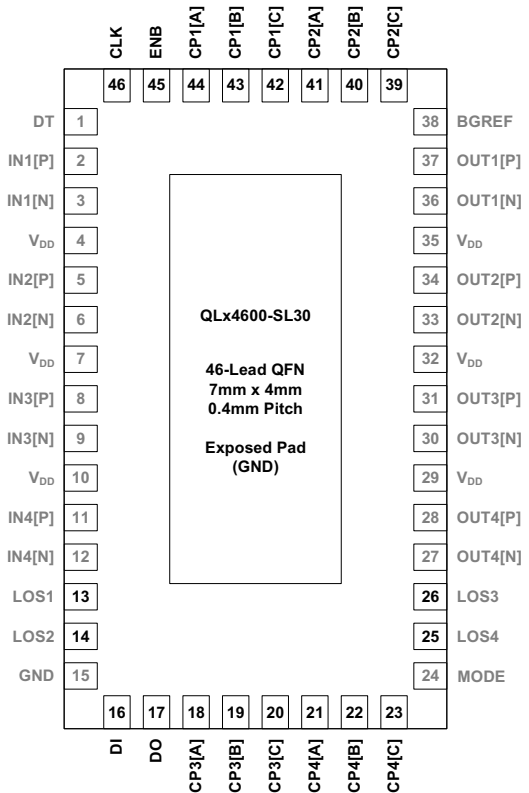 CLK
ENB
CP1[A]
CP1[B]
CP1[C]
CP2[A]
CP2[B]
CP2[C]
46 45 44 43 42 41 40 39
DT 1
IN1[P] 2
IN1[N] 3
VDD 4
IN2[P] 5
IN2[N] 6
VDD 7
IN3[P] 8
IN3[N] 9
VDD 10
IN4[P] 11
IN4[N] 12
LOS1 13
LOS2 14
GND 15
QLx4600-SL30
46-Lead QFN
7mm x 4mm
0.4mm Pitch
Exposed Pad
(GND)
38 BGREF
37 OUT1[P]
36 OUT1[N]
35 VDD
34 OUT2[P]
33 OUT2[N]
32 VDD
31 OUT3[P]
30 OUT3[N]
29 VDD
28 OUT4[P]
27 OUT4[N]
26 LOS3
25 LOS4
24 MODE
16 17 18 19 20 21 22 23
DI
DO
CP3[A]
CP3[B]
CP3[C]
CP4[A]
CP4[B]
CP4[C]